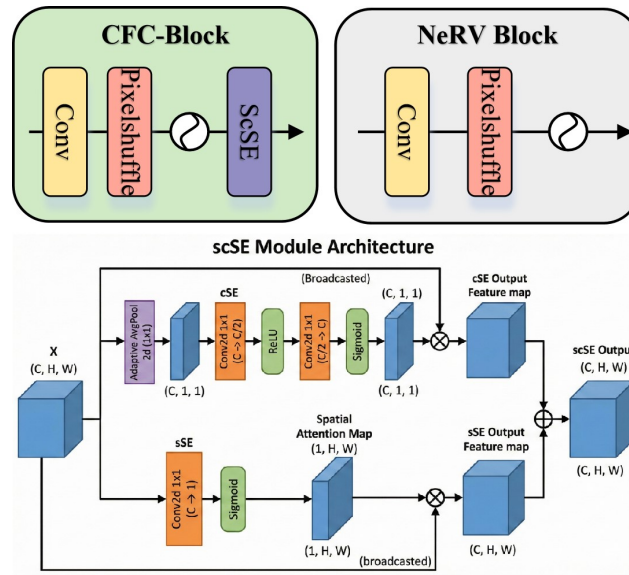 CFC-Block
Conv
Pixelshuffle
ScSE
NeRV Block
Conv
Pixelshuffle
scSE Module Architecture
(Broadcasted)
cSE
(C, 1, 1)
cSE Output
Feature map
Adaptive AvgPool
2d (1x1)
(C, 1, 1)
Conv2d 1x1
(C -> C/2)
ReLU
Conv2d 1x1
(C/2 -> C)
Sigmoid
(C, 1, 1)
X
(C, H, W)
scSE Output
(C, H, W)
(C, H, W)
sSE
Conv2d 1x1
(C -> 1)
Sigmoid
Spatial
Attention Map
(1, H, W)
(1, H, W)
(broadcasted)
sSE Output
Feature map
(C, H, W)